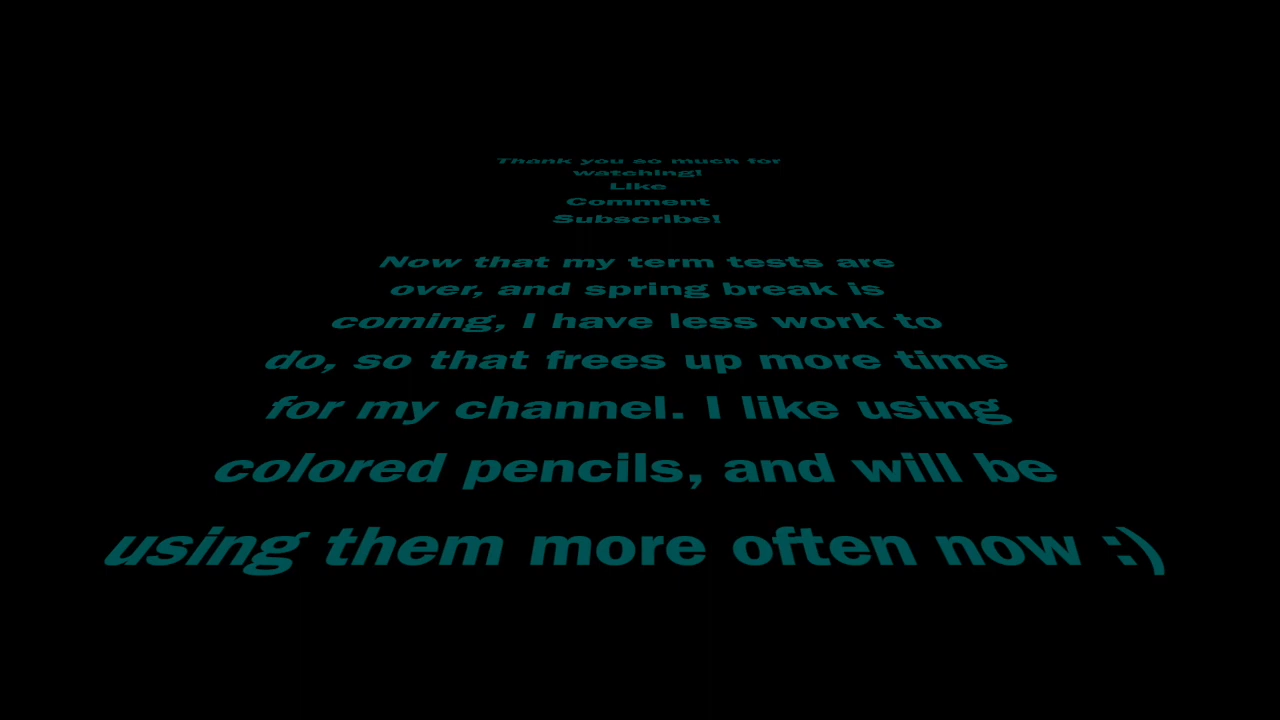 Thank you so much for
watching!
Like
Comment
Subscribe!
Now that my term tests are
over, and spring break is
coming, I have less work to
do, so that frees up more time
for my channel. I like using
colored pencils, and will be
using them more often now :)